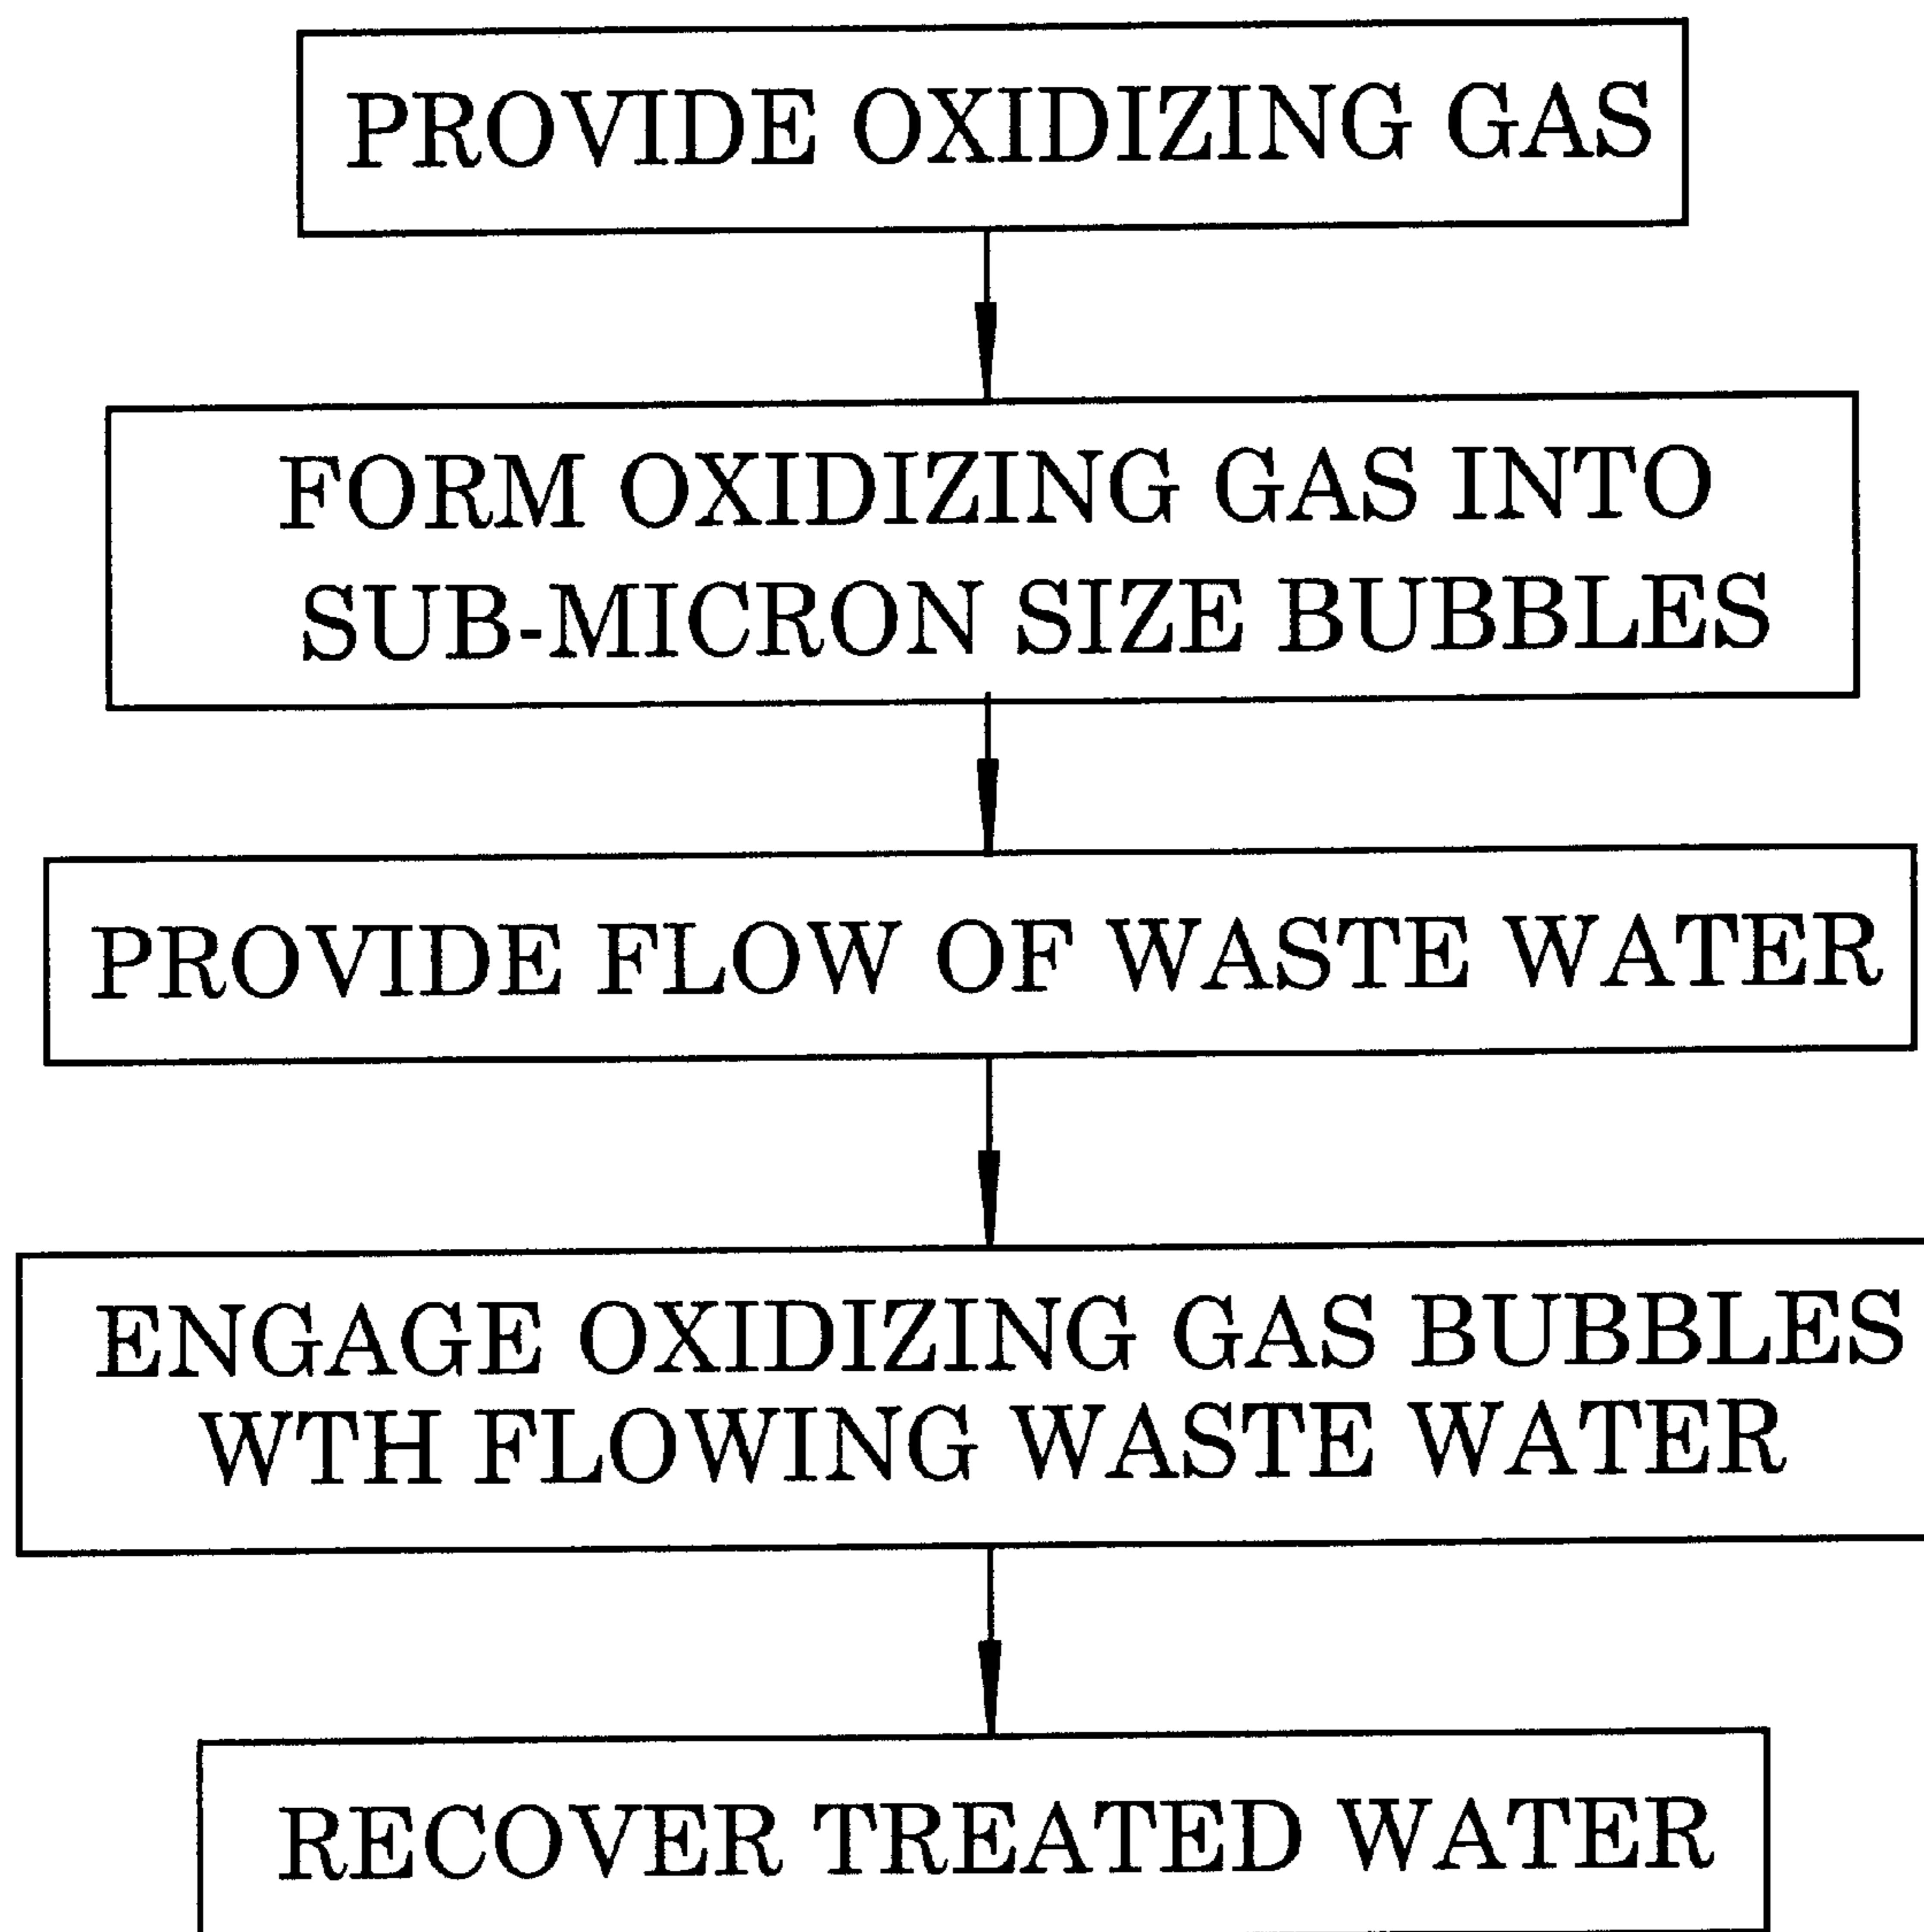 PROVIDE OXIDIZING GAS
FORM OXIDIZING GAS INTO
SUB-MICRON SIZE BUBBLES
PROVIDE FLOW OF WASTE WATER
ENGAGE OXIDIZING GAS BUBBLES
WTH FLOWING WASTE WATER
RECOVER TREATED WATER